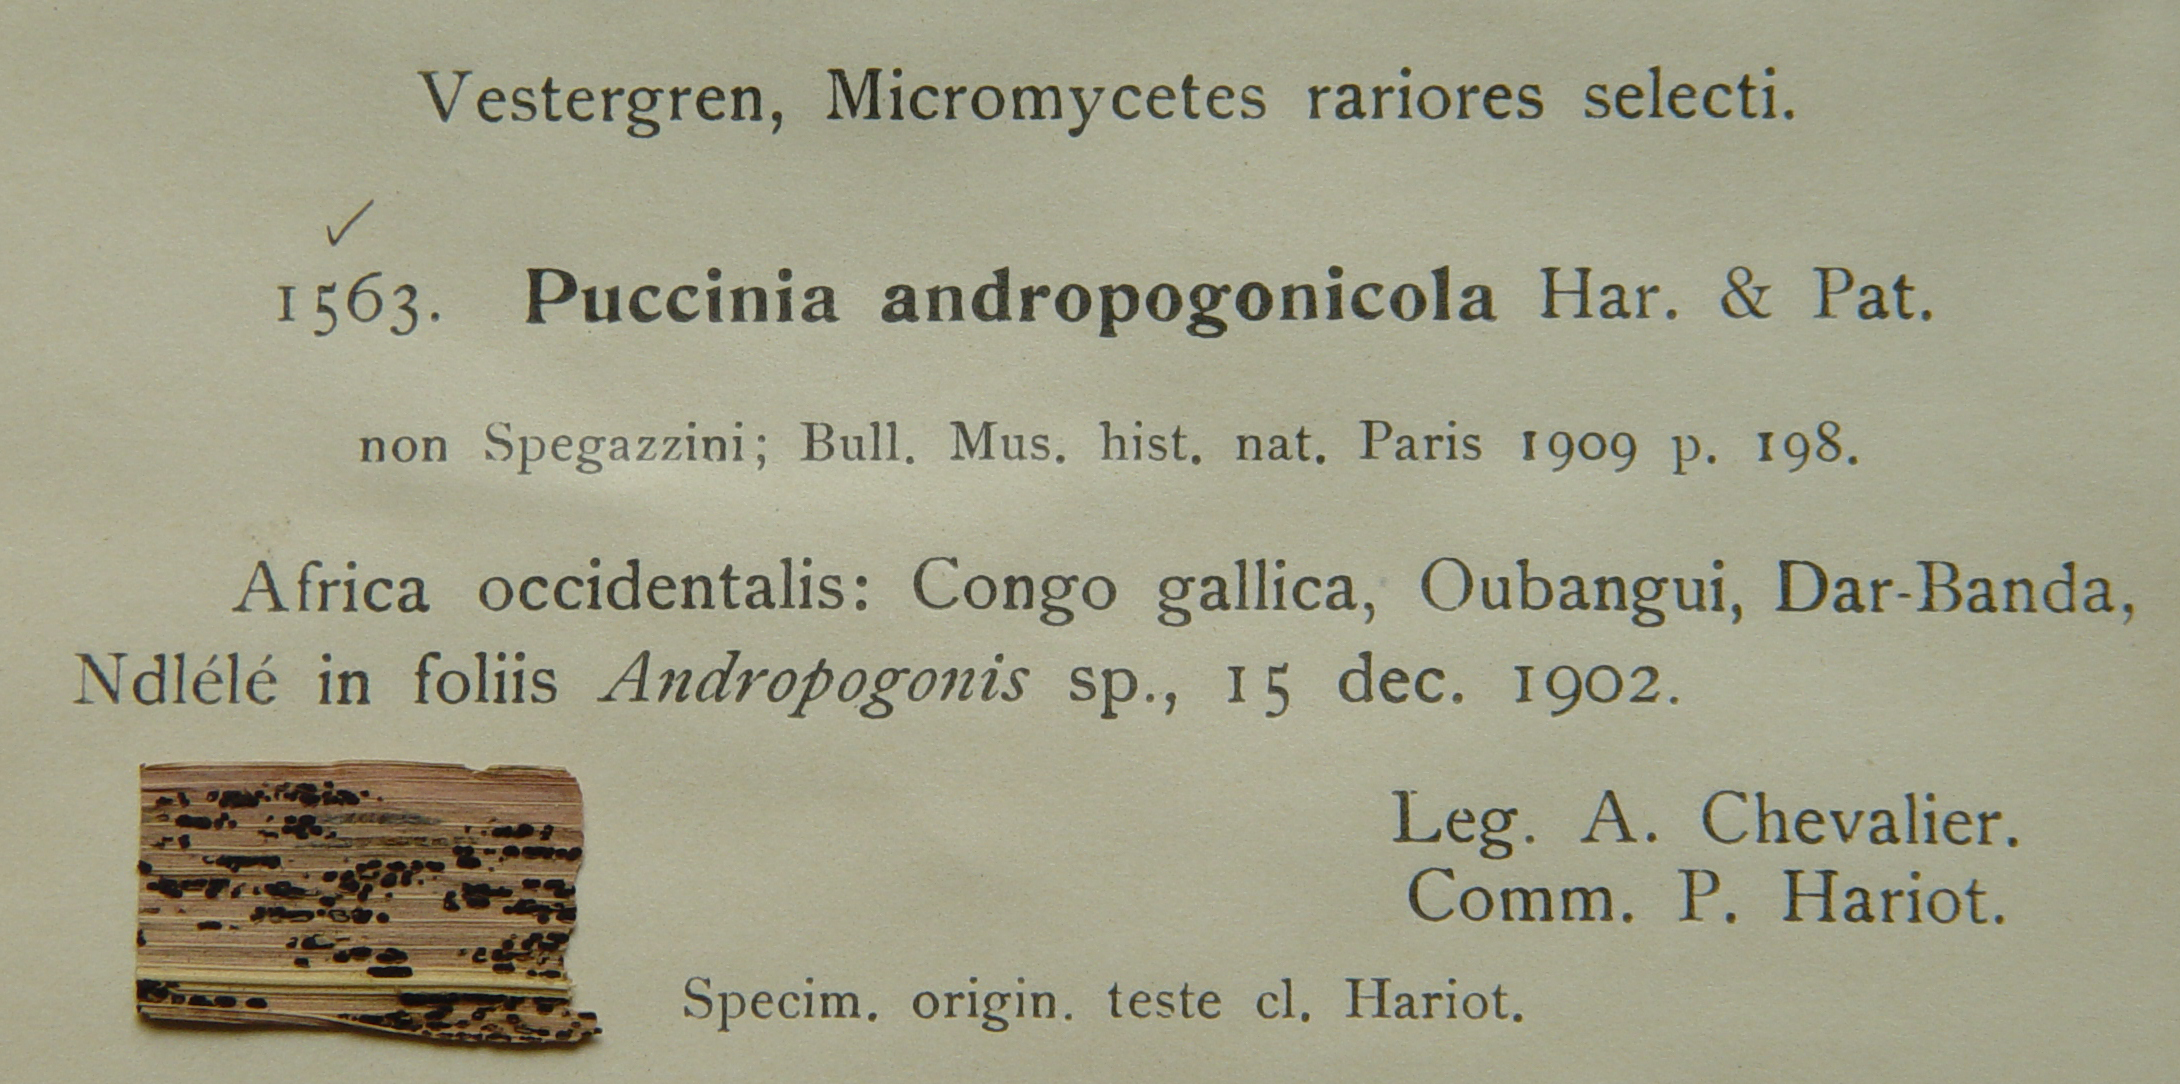 Vestergren, Micromycetes rariores selecti.
1563. Puccinia andropogonicola Har. & Pat.
non Spegazzini; Bull. Mus. hist. nat. Paris 1909 p. 198.
Africa occidentalis: Congo gallica, Oubangui, Dar-Banda,
Ndlélé in foliis Andropogonis sp., 15 dec. 1902.
Leg. A. Chevalier.
Comm. P. Hariot.
Specim. origin. teste cl. Hariot.